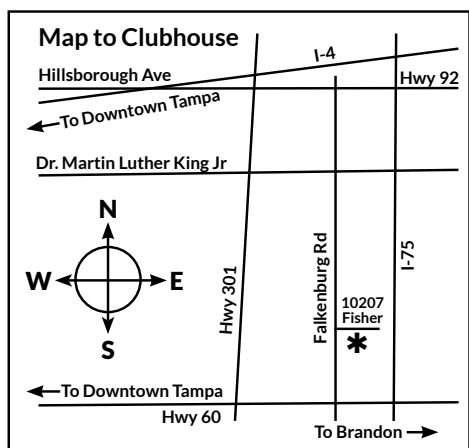 Map to Clubhouse
I-4
Hillsborough Ave
Hwy 92
To Downtown Tampa
Dr. Martin Luther King Jr
N
W
E
S
Hwy 301
Falkenburg Rd
I-75
10207
Fisher
*
To Downtown Tampa
Hwy 60
To Brandon